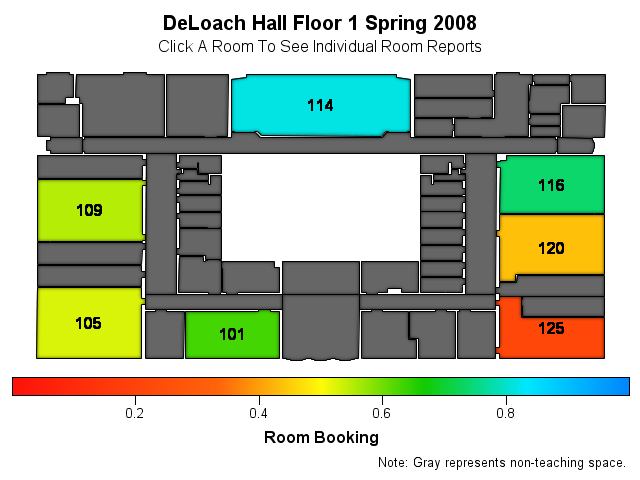 DeLoach Hall Floor 1 Spring 2008
Click A Room To See Individual Room Reports
114
116
109
120
105
125
101
0.2 0.4 0.6 0.8
Room Booking
Note: Gray represents non-teaching space.